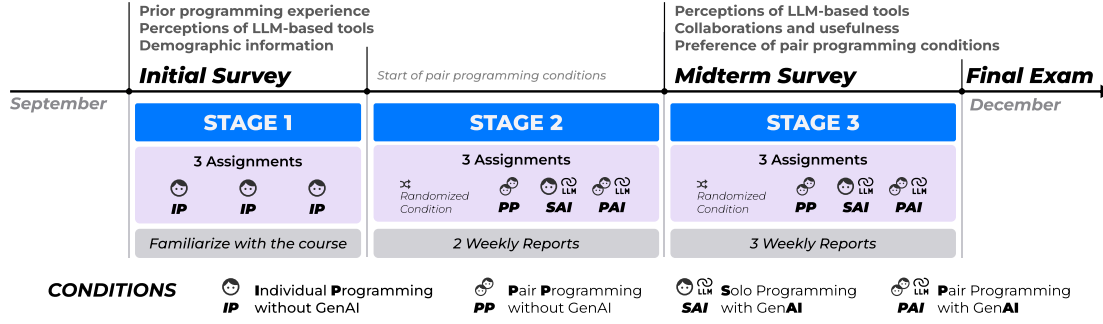 Prior programming experience
Perceptions of LLM-based tools
Demographic information
Initial Survey
Start of pair programming conditions
Perceptions of LLM-based tools
Collaborations and usefulness
Preference of pair programming conditions
Midterm Survey
Final Exam
September
December
STAGE 1
3 Assignments
IP
IP
IP
Familiarize with the course
STAGE 2
3 Assignments
Randomized
Condition
LLM
LLM
PP
SAI
PAI
2 Weekly Reports
STAGE 3
3 Assignments
Randomized
Condition
LLM
LLM
PP
SAI
PAI
3 Weekly Reports
CONDITIONS
IP
Individual Programming
without GenAI
PP
Pair Programming
without GenAI
LLM
SAI
Solo Programming
with GenAI
LLM
PAI
Pair Programming
with GenAI